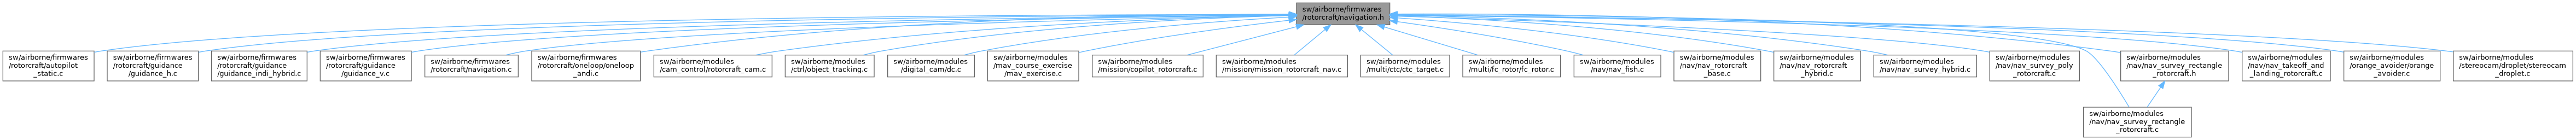 sw/airborne/firmwares
/rotorcraft/navigation.h
sw/airborne/firmwares
/rotorcraft/autopilot
_static.c
sw/airborne/firmwares
/rotorcraft/guidance
/guidance_h.c
sw/airborne/firmwares
/rotorcraft/guidance
/guidance_indi_hybrid.c
sw/airborne/firmwares
/rotorcraft/guidance
/guidance_v.c
sw/airborne/firmwares
/rotorcraft/navigation.c
sw/airborne/firmwares
/rotorcraft/oneloop/oneloop
_andi.c
sw/airborne/modules
/cam_control/rotorcraft_cam.c
sw/airborne/modules
/ctrl/object_tracking.c
sw/airborne/modules
/digital_cam/dc.c
sw/airborne/modules
/mav_course_exercise
/mav_exercise.c
sw/airborne/modules
/mission/copilot_rotorcraft.c
sw/airborne/modules
/mission/mission_rotorcraft_nav.c
sw/airborne/modules
/multi/ctc/ctc_target.c
sw/airborne/modules
/multi/fc_rotor/fc_rotor.c
sw/airborne/modules
/nav/nav_fish.c
sw/airborne/modules
/nav/nav_rotorcraft
_base.c
sw/airborne/modules
/nav/nav_rotorcraft
_hybrid.c
sw/airborne/modules
/nav/nav_survey_hybrid.c
sw/airborne/modules
/nav/nav_survey_poly
_rotorcraft.c
sw/airborne/modules
/nav/nav_survey_rectangle
_rotorcraft.h
sw/airborne/modules
/nav/nav_takeoff_and
_landing_rotorcraft.c
sw/airborne/modules
/orange_avoider/orange
_avoider.c
sw/airborne/modules
/stereocam/droplet/stereocam
_droplet.c
sw/airborne/modules
/nav/nav_survey_rectangle
_rotorcraft.c